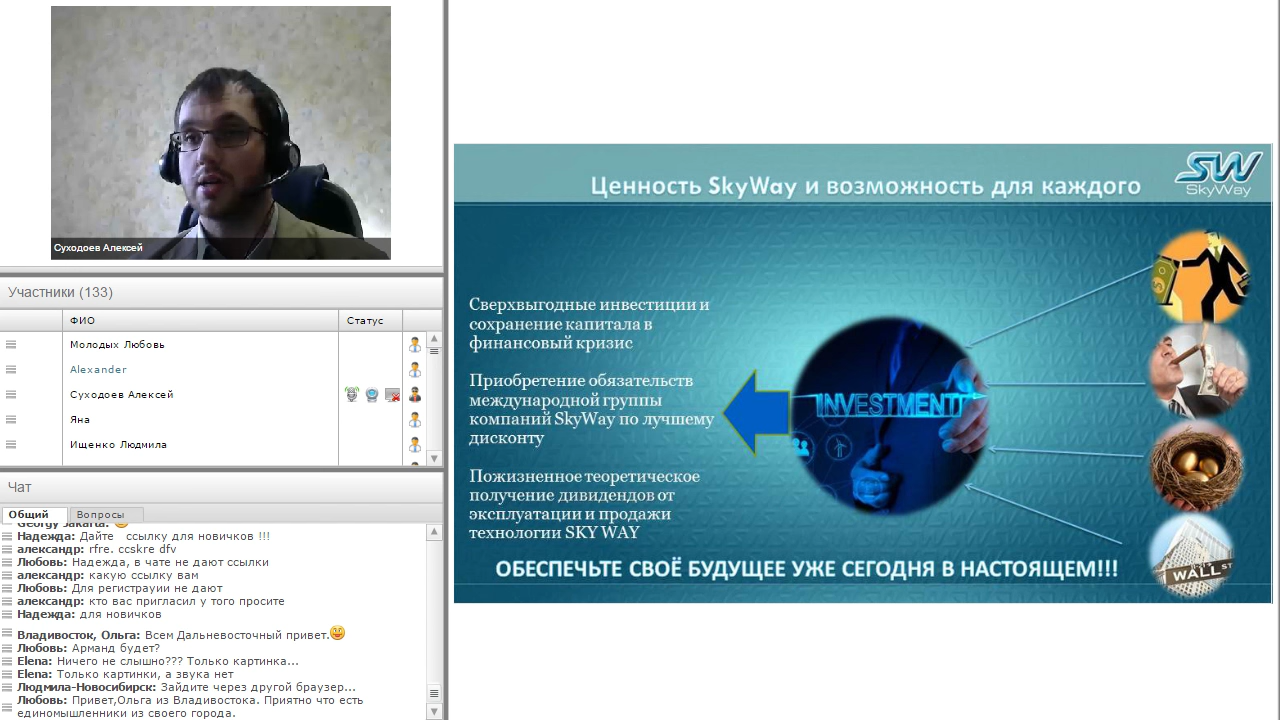 Суходоев Алексей
Участники (133)
ФИО
Статус
Молодых Любовь
Alexander
Суходоев Алексей
Яна
Ищенко Людмила
Чат
Общий
Вопросы
Georgy Jakarta:
Надежда: Дайте ссылку для новичков !!!
александр: rfre. ccskre dfv
Любовь: Надежда, в чате не дают ссылки
александр: какую ссылку вам
Любовь: Для регистрауии не дают
александр: кто вас пригласил у того просите
Надежда: для новичков
Владивосток, Ольга: Всем Дальневосточный привет.
Любовь: Арманд будет?
Elena: Ничего не слышно??? Только картинка...
Elena: Только картинки, а звука нет
Людмила-Новосибирск: Зайдите через другой браузер...
Любовь: Привет,Ольга из Владивостока. Приятно что есть
единомышленники из своего города.
Ценность SkyWay и возможность для каждого
SW
SkyWay
Сверхвыгодные инвестиции и
сохранение капитала в
финансовый кризис
Приобретение обязательств
международной группы
компаний SkyWay по лучшему
дисконту
Пожизненное теоретическое
получение дивидендов от
эксплуатации и продажи
технологии SKY WAY
INVESTMENT
WALL ST
ОБЕСПЕЧЬТЕ СВОЁ БУДУЩЕЕ УЖЕ СЕГОДНЯ В НАСТОЯЩЕМ!!!